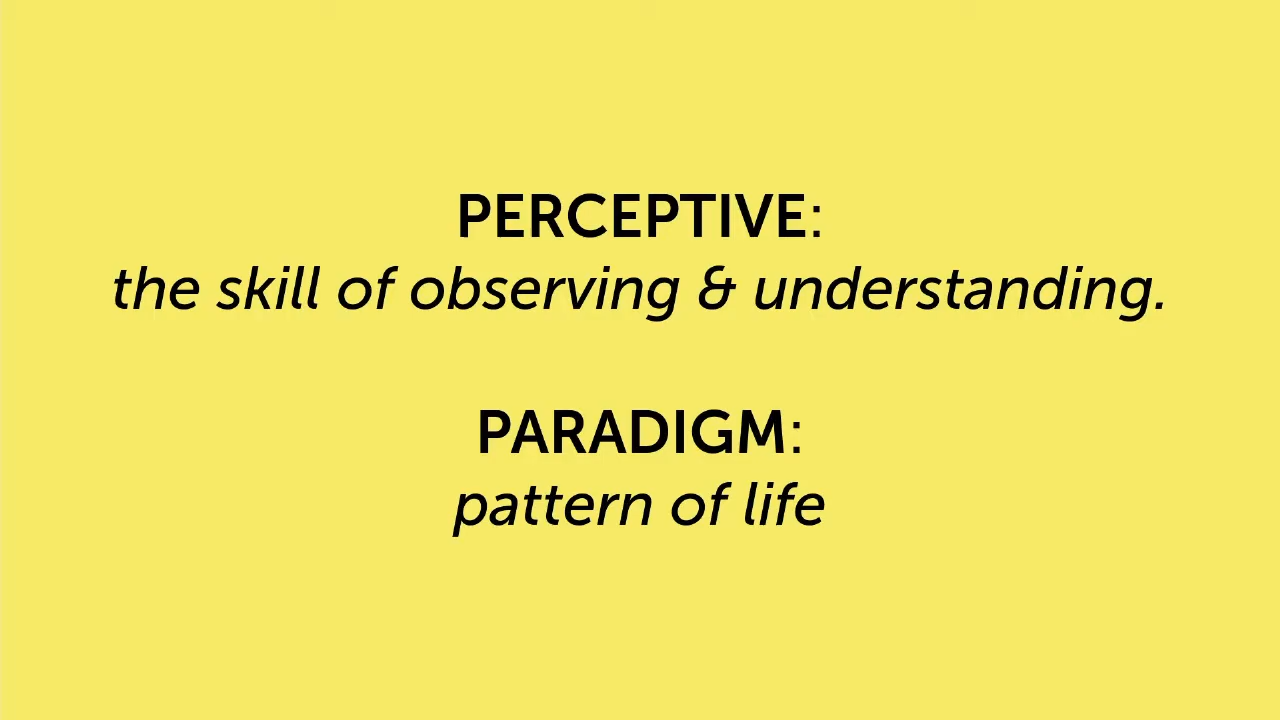 PERCEPTIVE:
the skill of observing & understanding.
PARADIGM:
pattern of life